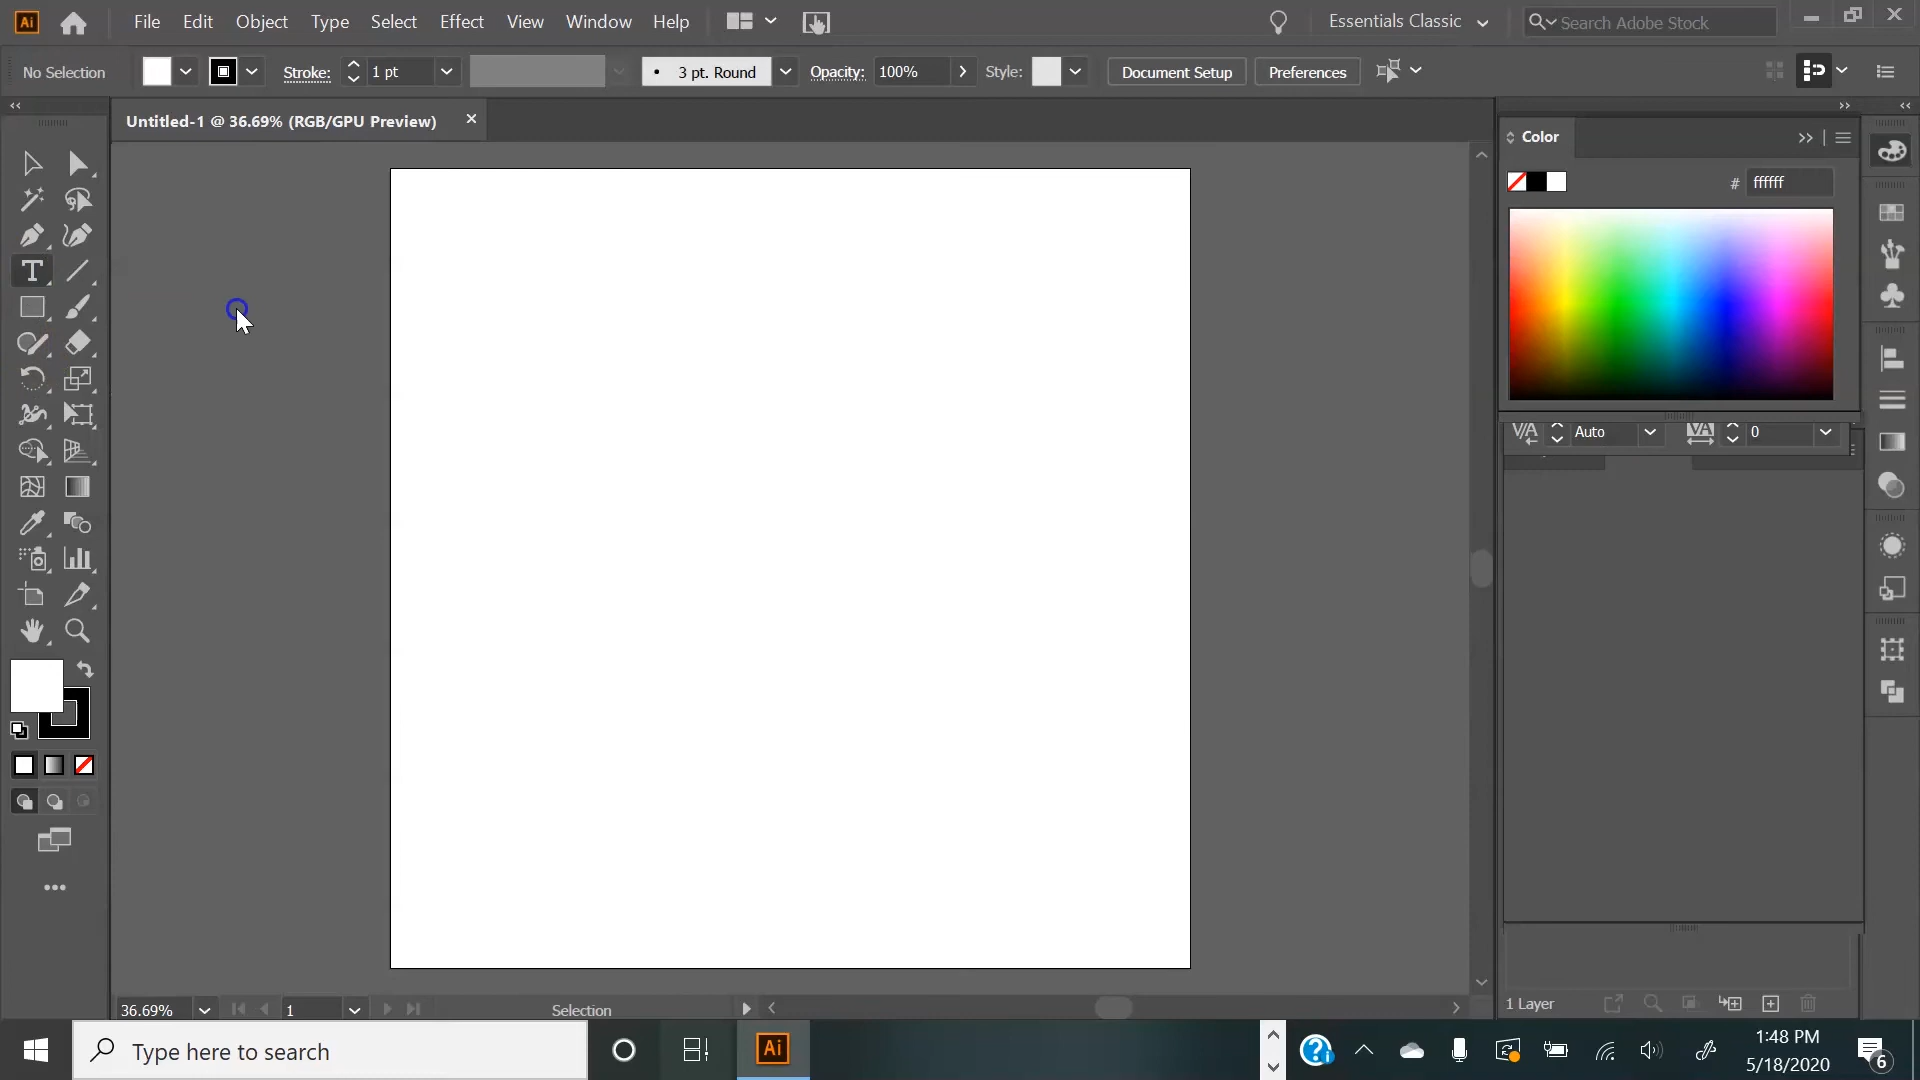 Ai File Edit Object Type Select Effect View Window Help Essentials Classic Search Adobe Stock
No Selection Stroke: 1 pt 3 pt. Round Opacity: 100% Style: Document Setup Preferences
Untitled-1 @ 36.69% (RGB/GPU Preview)
Color
# ffffff
Auto 0
36.69% 1 Selection
1 Layer
Type here to search
Ai
1:48 PM
5/18/2020
6